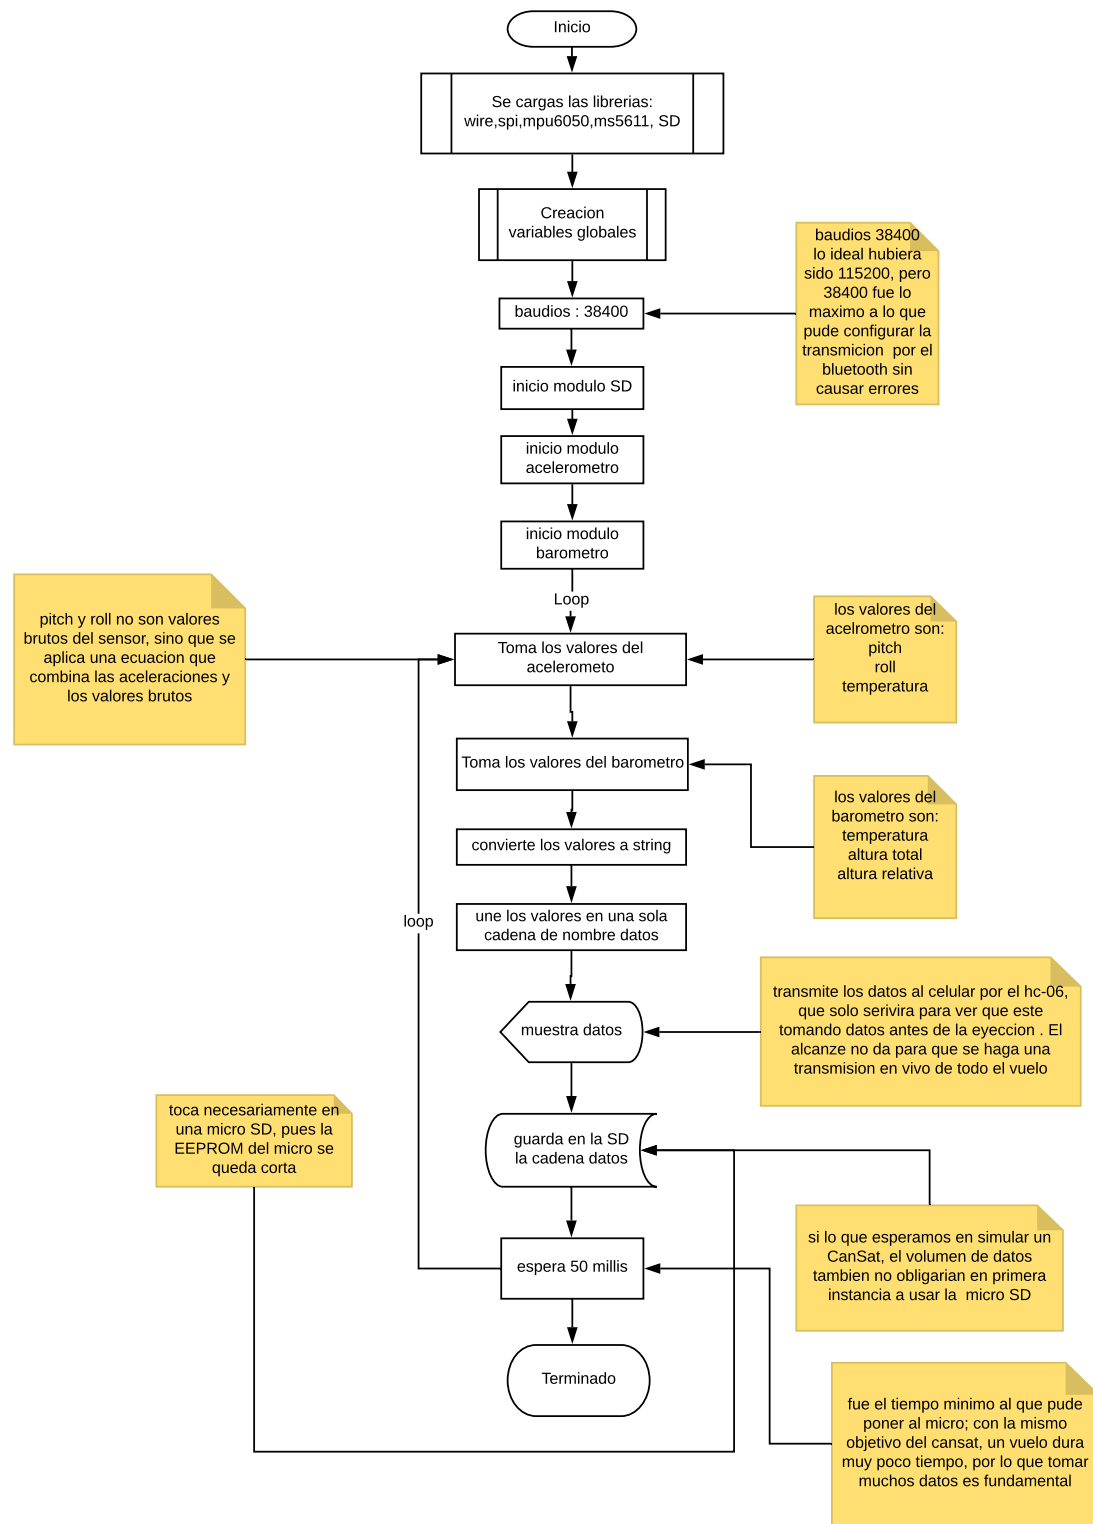 Inicio
Se cargas las librerias:
wire,spi,mpu6050,ms5611, SD
Creacion
variables globales
baudios : 38400
baudios 38400
lo ideal hubiera
sido 115200, pero
38400 fue lo
maximo a lo que
pude configurar la
transmicion  por el
bluetooth sin
causar errores
inicio modulo SD
inicio modulo
acelerometro
inicio modulo
barometro
Loop
pitch y roll no son valores
brutos del sensor, sino que se
aplica una ecuacion que
combina las aceleraciones y
los valores brutos
Toma los valores del
acelerometo
los valores del
acelrometro son:
pitch
roll
temperatura
Toma los valores del barometro
los valores del
barometro son:
temperatura
altura total
altura relativa
convierte los valores a string
loop
une los valores en una sola
cadena de nombre datos
muestra datos
transmite los datos al celular por el hc-06,
que solo serivira para ver que este
tomando datos antes de la eyeccion . El
alcanze no da para que se haga una
transmision en vivo de todo el vuelo
toca necesariamente en
una micro SD, pues la
EEPROM del micro se
queda corta
guarda en la SD
la cadena datos
si lo que esperamos en simular un
CanSat, el volumen de datos
tambien no obligarian en primera
instancia a usar la  micro SD
espera 50 millis
Terminado
fue el tiempo minimo al que pude
poner al micro; con la mismo
objetivo del cansat, un vuelo dura
muy poco tiempo, por lo que tomar
muchos datos es fundamental